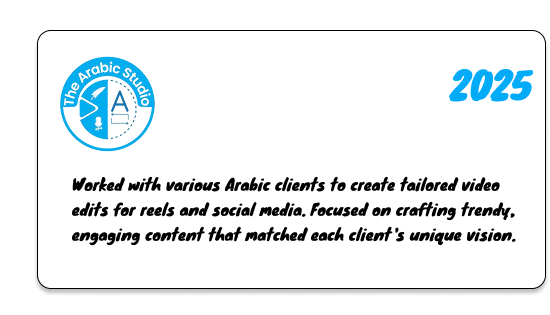 The Arabic Studio
A
2025
Worked with various Arabic clients to create tailored video
edits for reels and social media. Focused on crafting trendy,
engaging content that matched each client's unique vision.